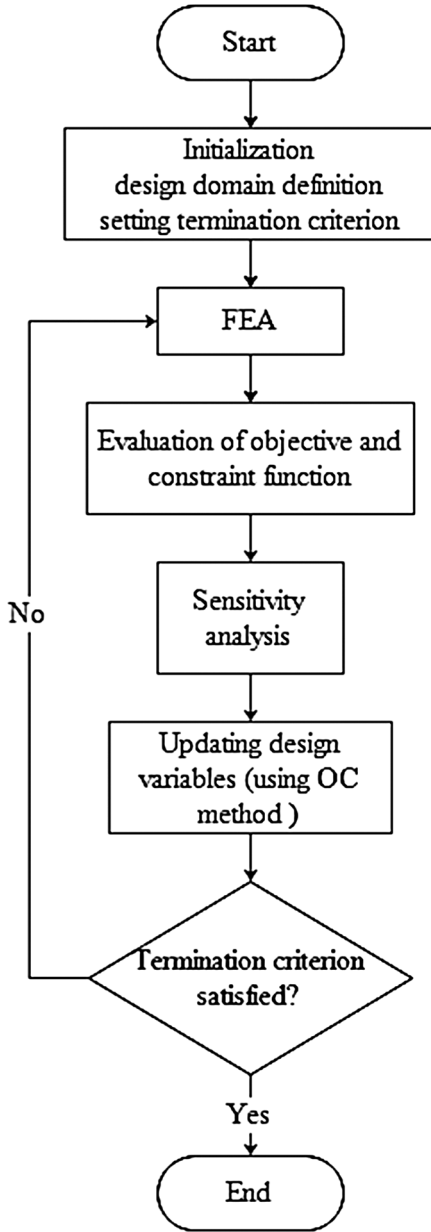 Start
Initialization
design domain definition
setting termination criterion
FEA
Evaluation of objective and
constraint function
Sensitivity
analysis
Updating design
variables (using OC
method )
Termination criterion
satisfied?
No
Yes
End